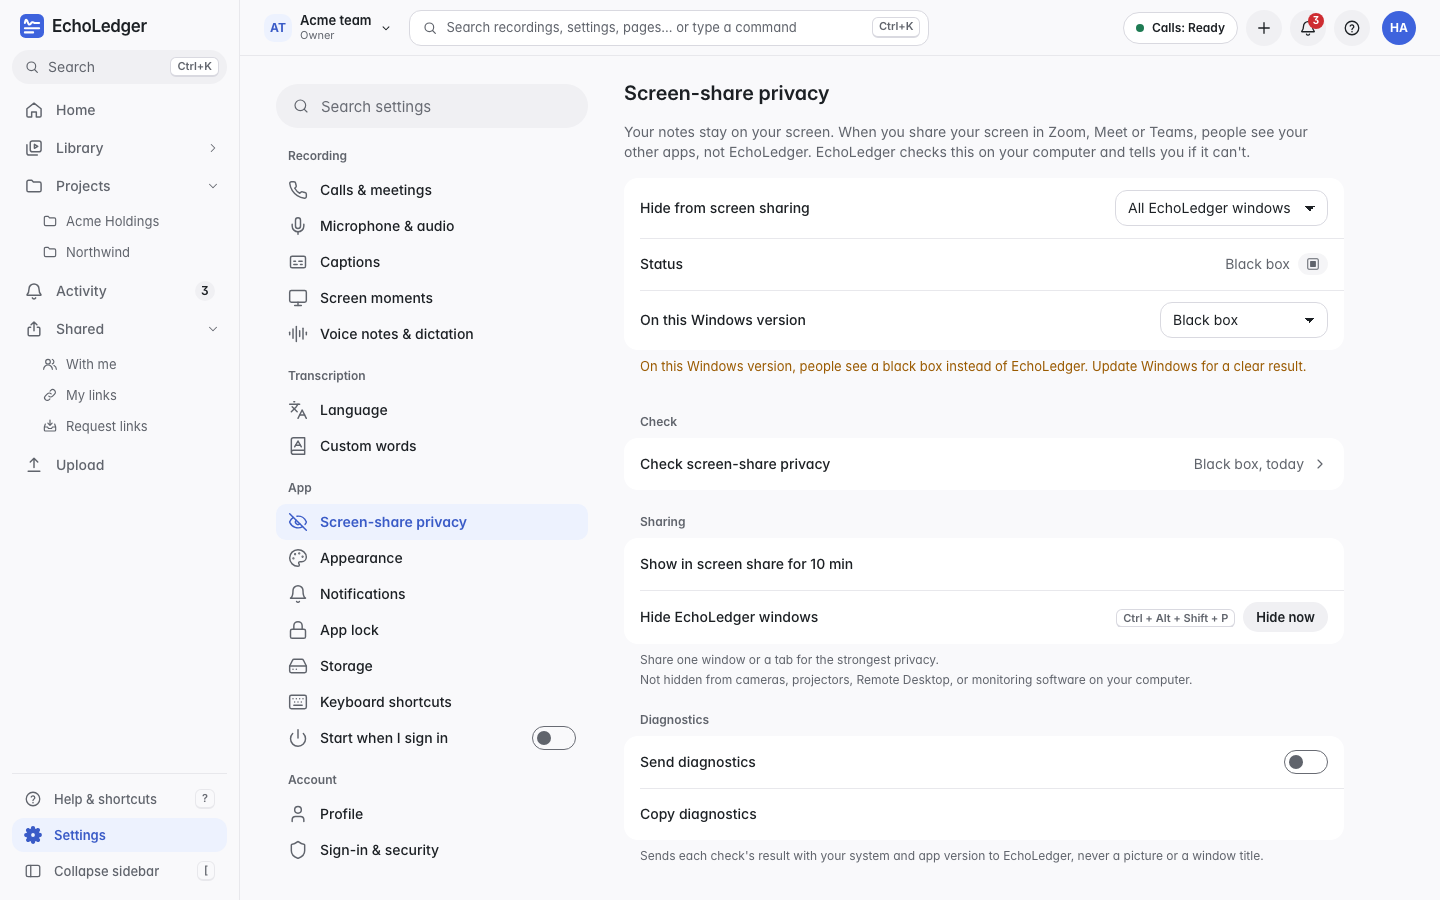 EchoLedger
Search
Ctrl+K
Home
Library
Projects
Acme Holdings
Northwind
Activity
3
Shared
With me
My links
Request links
Upload
Help & shortcuts
?
Settings
Collapse sidebar
[
AT
Acme team
Owner
Search recordings, settings, pages... or type a command
Ctrl+K
Calls: Ready
3
HA
Search settings
Recording
Calls & meetings
Microphone & audio
Captions
Screen moments
Voice notes & dictation
Transcription
Language
Custom words
App
Screen-share privacy
Appearance
Notifications
App lock
Storage
Keyboard shortcuts
Start when I sign in
Account
Profile
Sign-in & security
Screen-share privacy
Your notes stay on your screen. When you share your screen in Zoom, Meet or Teams, people see your
other apps, not EchoLedger. EchoLedger checks this on your computer and tells you if it can't.
Hide from screen sharing
All EchoLedger windows
Status
Black box
On this Windows version
Black box
On this Windows version, people see a black box instead of EchoLedger. Update Windows for a clear result.
Check
Check screen-share privacy
Black box, today
Sharing
Show in screen share for 10 min
Hide EchoLedger windows
Ctrl + Alt + Shift + P
Hide now
Share one window or a tab for the strongest privacy.
Not hidden from cameras, projectors, Remote Desktop, or monitoring software on your computer.
Diagnostics
Send diagnostics
Copy diagnostics
Sends each check's result with your system and app version to EchoLedger, never a picture or a window title.